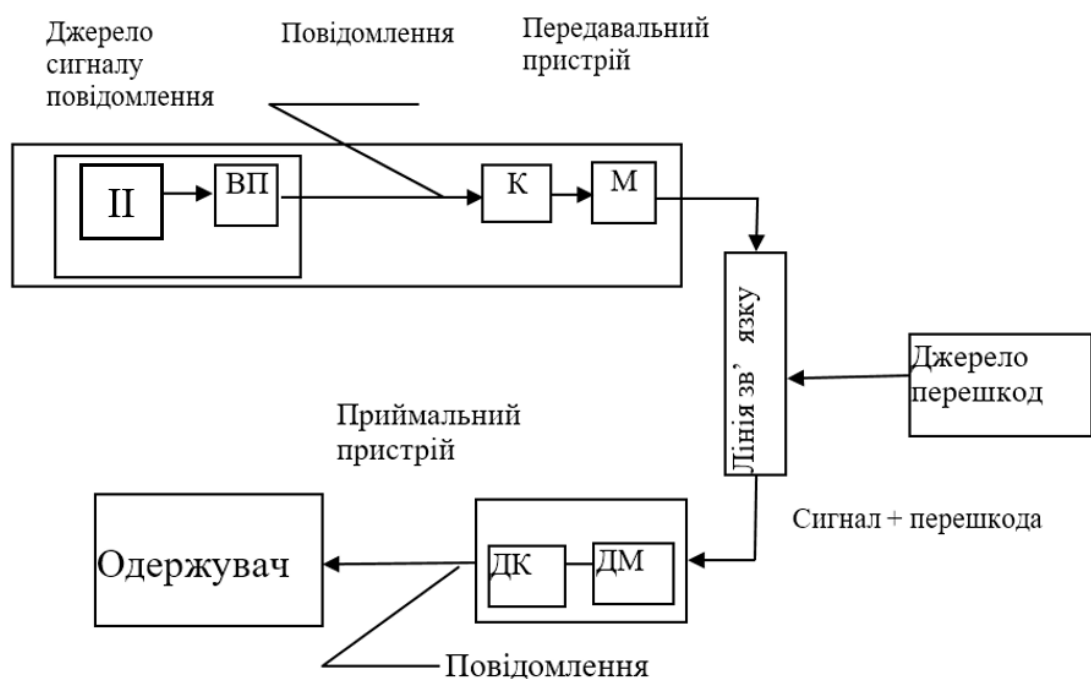 Джерело
сигналу
повідомлення
Повідомлення
Передавальний
пристрій
ІІ
ВП
К
М
Лінія зв’ язку
Джерело
перешкод
Сигнал + перешкода
Приймальний
пристрій
Одержувач
ДК
ДМ
Повідомлення